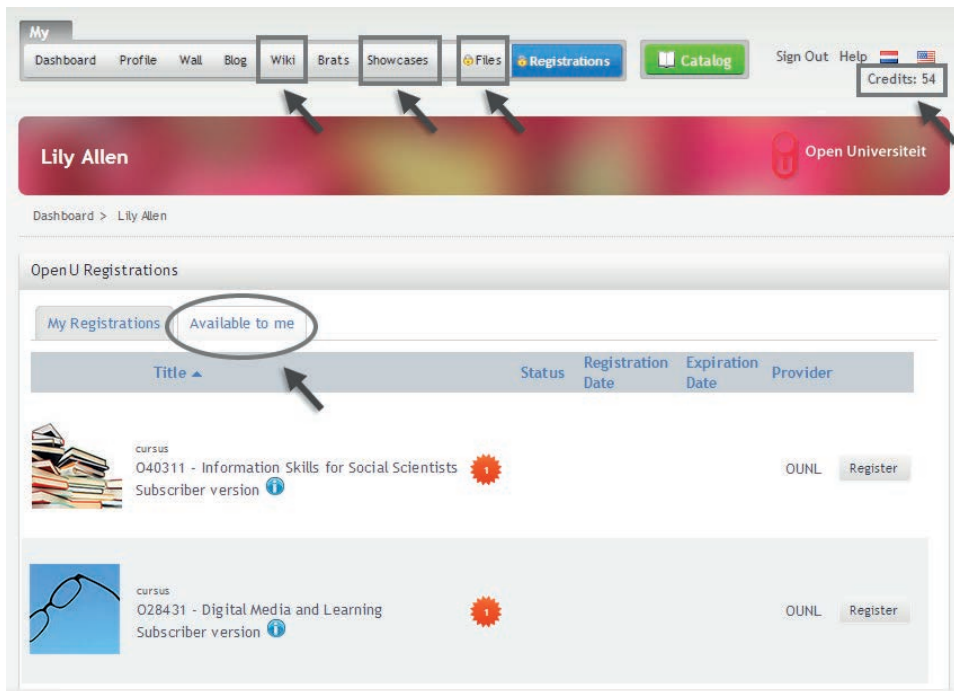 My
Dashboard Profile Wall Blog Wiki Brats Showcases Files Registrations Catalog Sign Out Help
Credits: 54
Lily Allen
Open Universiteit
Dashboard > Lily Allen
OpenU Registrations
My Registrations Available to me
Title Status Registration Date Expiration Date Provider
cursus
O40311 - Information Skills for Social Scientists
Subscriber version i
1
OUNL Register
cursus
O28431 - Digital Media and Learning
Subscriber version i
1
OUNL Register